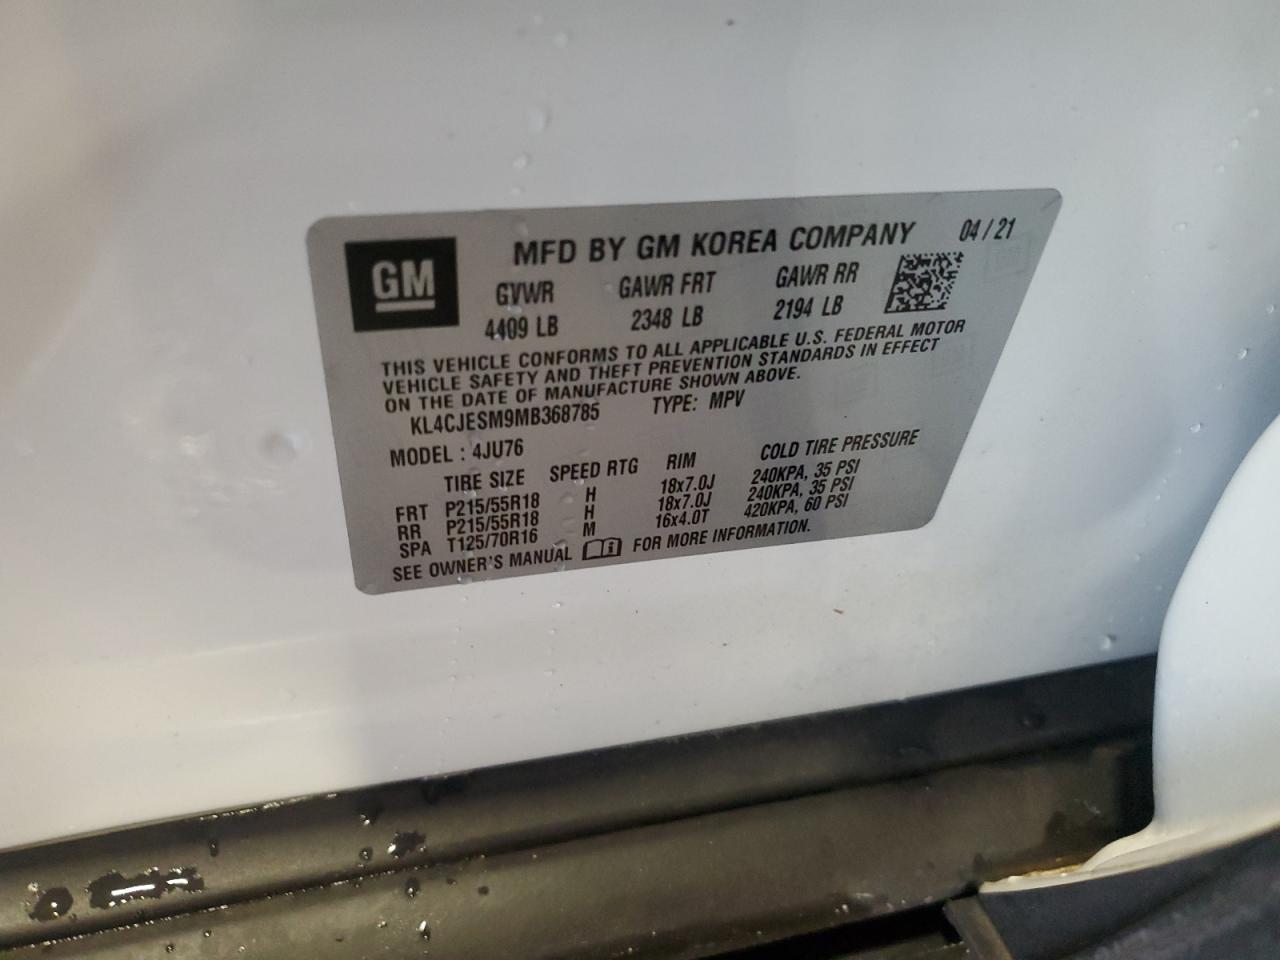 GM
MFD BY GM KOREA COMPANY 04 / 21
GVWR GAWR FRT GAWR RR
4409 LB 2348 LB 2194 LB
THIS VEHICLE CONFORMS TO ALL APPLICABLE U.S. FEDERAL MOTOR
VEHICLE SAFETY AND THEFT PREVENTION STANDARDS IN EFFECT
ON THE DATE OF MANUFACTURE SHOWN ABOVE.
KL4CJESM9MB368785 TYPE: MPV
MODEL : 4JU76
TIRE SIZE SPEED RTG RIM COLD TIRE PRESSURE
FRT P215/55R18 H 18x7.0J 240KPA, 35 PSI
RR P215/55R18 H 18x7.0J 240KPA, 35 PSI
SPA T125/70R16 M 16x4.0T 420KPA, 60 PSI
SEE OWNER'S MANUAL FOR MORE INFORMATION.